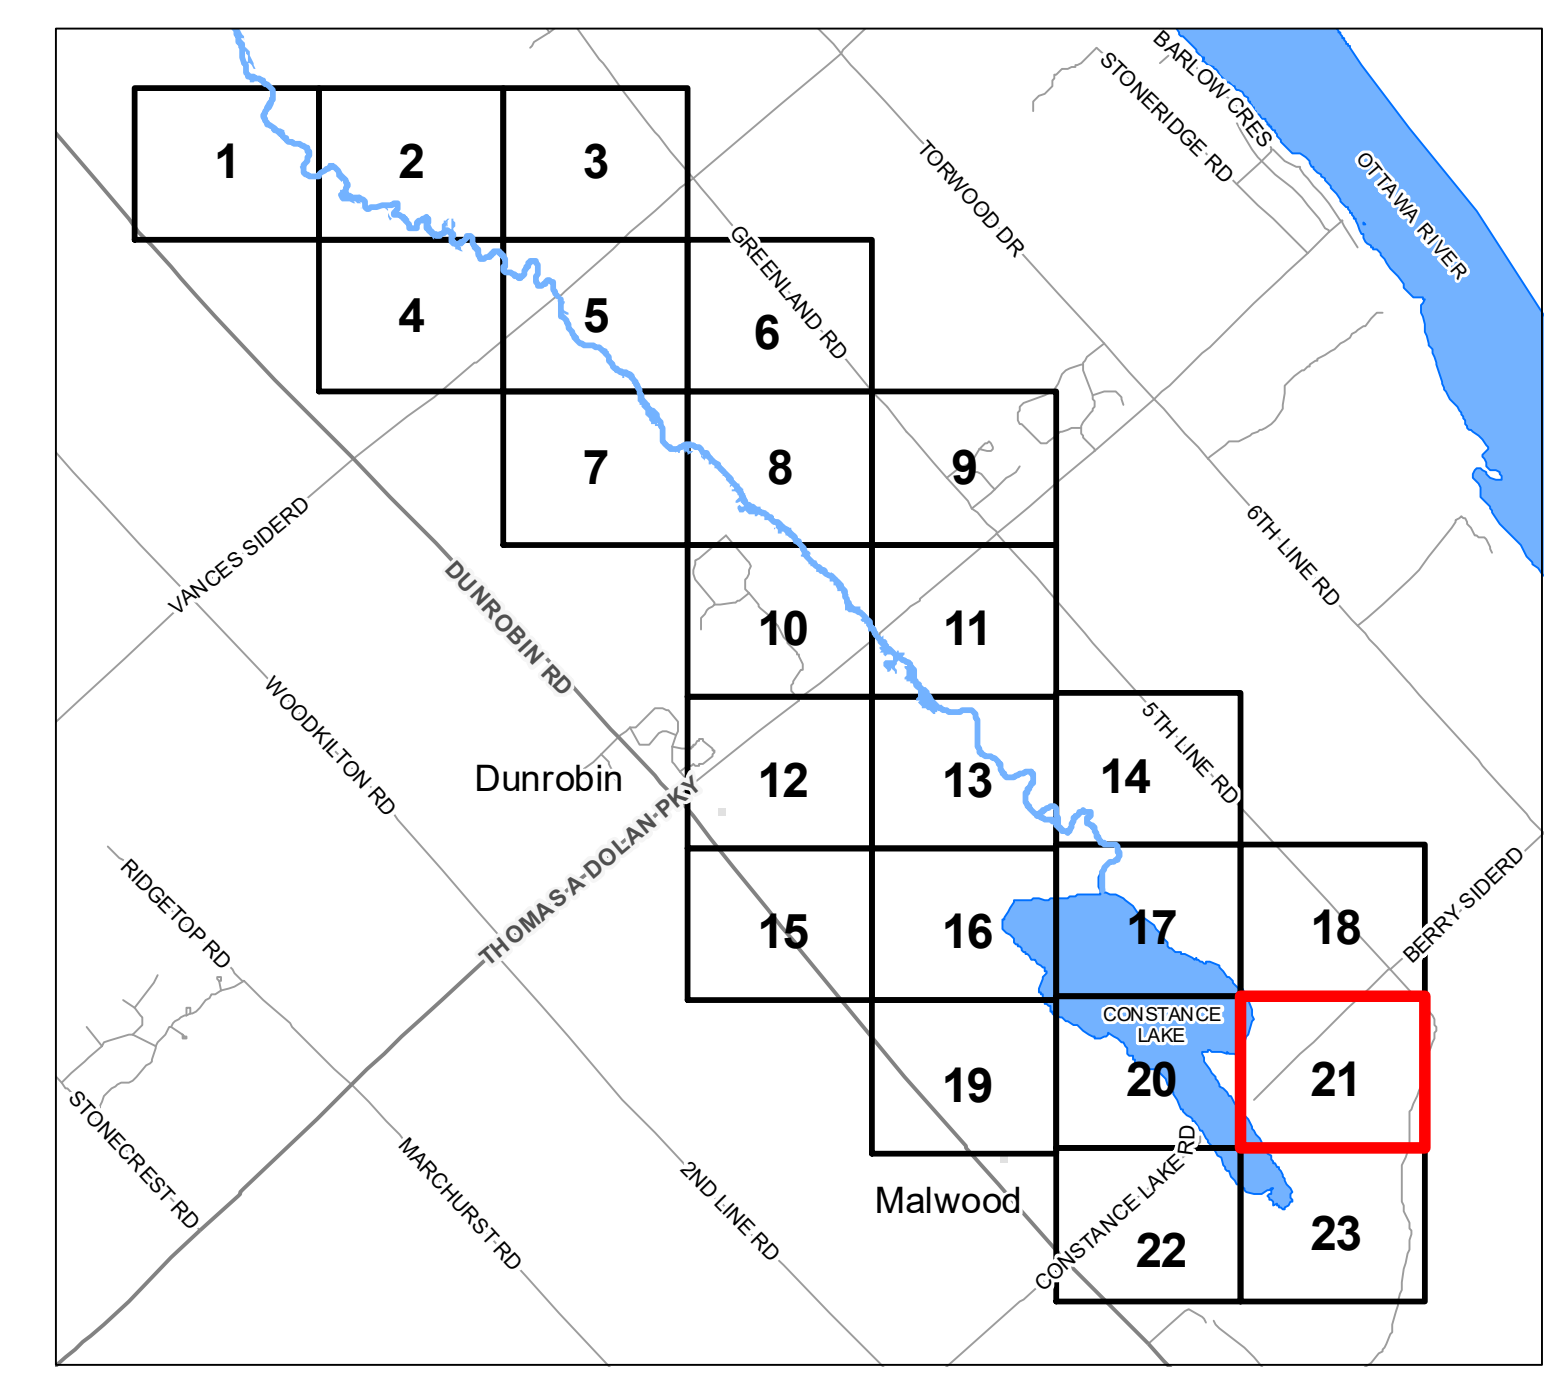 BARLOW CRES
STONERIDGE RD
OTTAWA RIVER
TORWOOD DR
1
2
3
GREENLAND RD
4
5
6
7
8
9
VANCES SIDERD
DUNROBIN RD
6TH LINE RD
10
11
WOODKILTON RD
5TH LINE RD
Dunrobin
12
13
14
THOMAS A DOLAN PKY
RIDGETOP RD
15
16
17
18
BERRY SIDERD
CONSTANCE
LAKE
19
20
21
STONECREST RD
MARCHURST RD
2ND LINE RD
Malwood
CONSTANCE LAKE RD
22
23